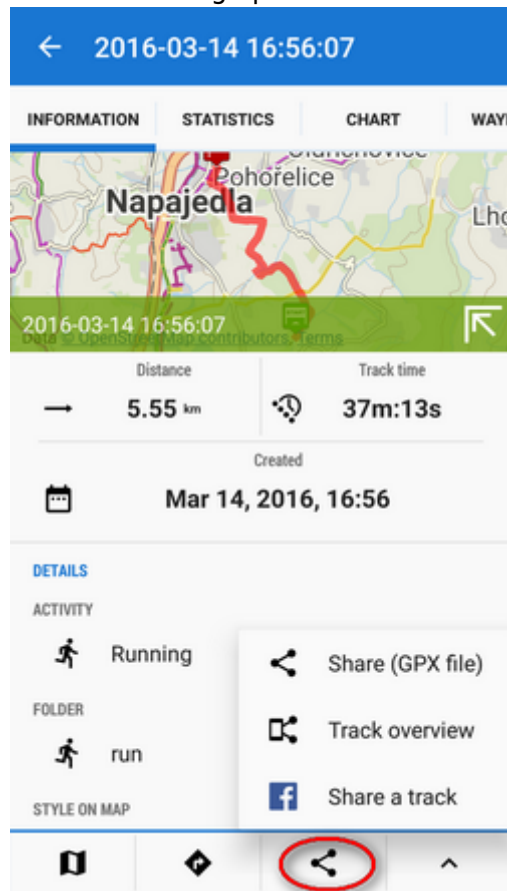 2016-03-14 16:56:07
INFORMATION STATISTICS CHART WAY
Pohořelice
Napajedla
Lho
2016-03-14 16:56:07
Data © OpenStreetMap contributors, Terms
Distance Track time
5.55 km 37m:13s
Created
Mar 14, 2016, 16:56
DETAILS
ACTIVITY
Running
Share (GPX file)
FOLDER
Track overview
run
Share a track
STYLE ON MAP